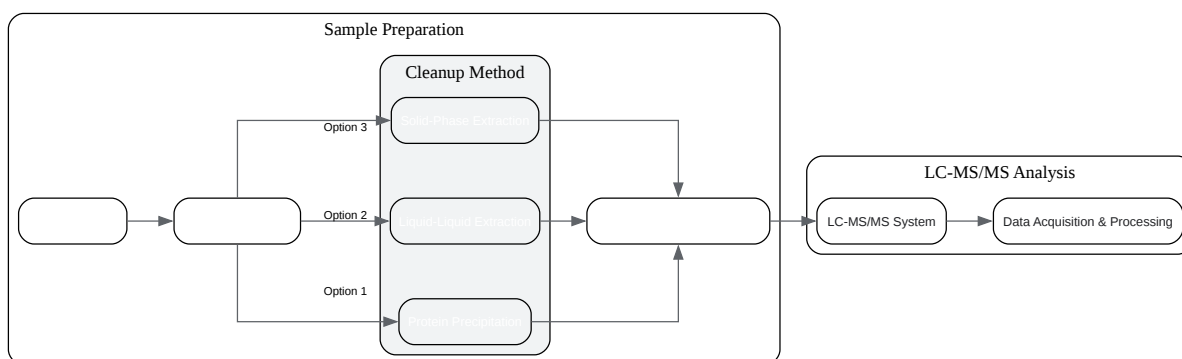 Sample Preparation
Cleanup Method
Option 3
Solid-Phase Extraction
LC-MS/MS Analysis
Option 2
Liquid-Liquid Extraction
LC-MS/MS System
Data Acquisition & Processing
Option 1
Protein Precipitation